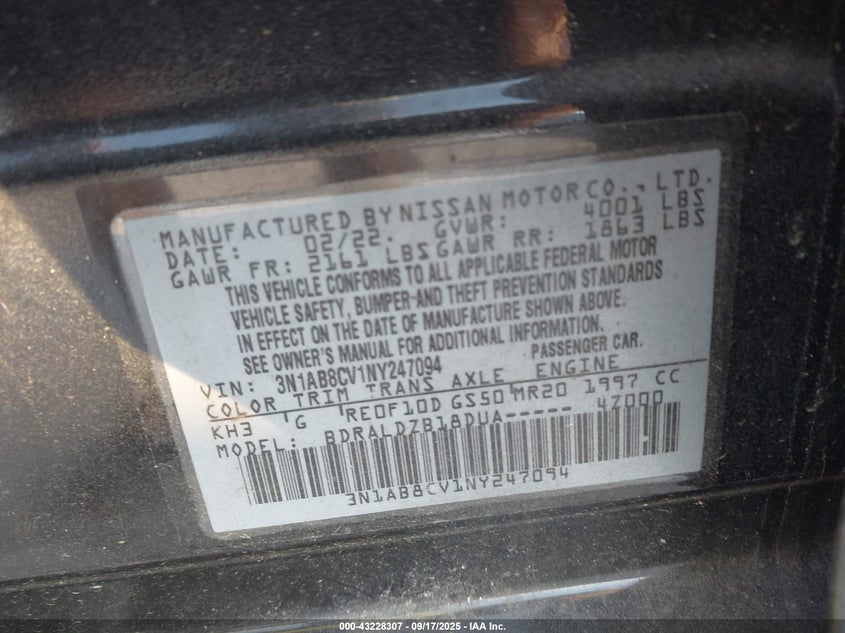 MANUFACTURED BY NISSAN MOTOR CO., LTD.
DATE: 02/22. GVWR: 4001 LBS
GAWR FR: 2161 LBS GAWR RR: 1863 LBS
THIS VEHICLE CONFORMS TO ALL APPLICABLE FEDERAL MOTOR
VEHICLE SAFETY, BUMPER-AND THEFT PREVENTION STANDARDS
IN EFFECT ON THE DATE OF MANUFACTURE SHOWN ABOVE.
SEE OWNER'S MANUAL FOR ADDITIONAL INFORMATION.
VIN: 3N1AB8CV1NY247094 PASSENGER CAR.
COLOR TRIM TRANS AXLE ENGINE
KH3 G RE0F10D GS50 MR20 1997 CC
MODEL: BDRALDZB18DUA----- 4Z000
3N1AB8CV1NY247094
000-43228307 - 09/17/2025 - IAA Inc.